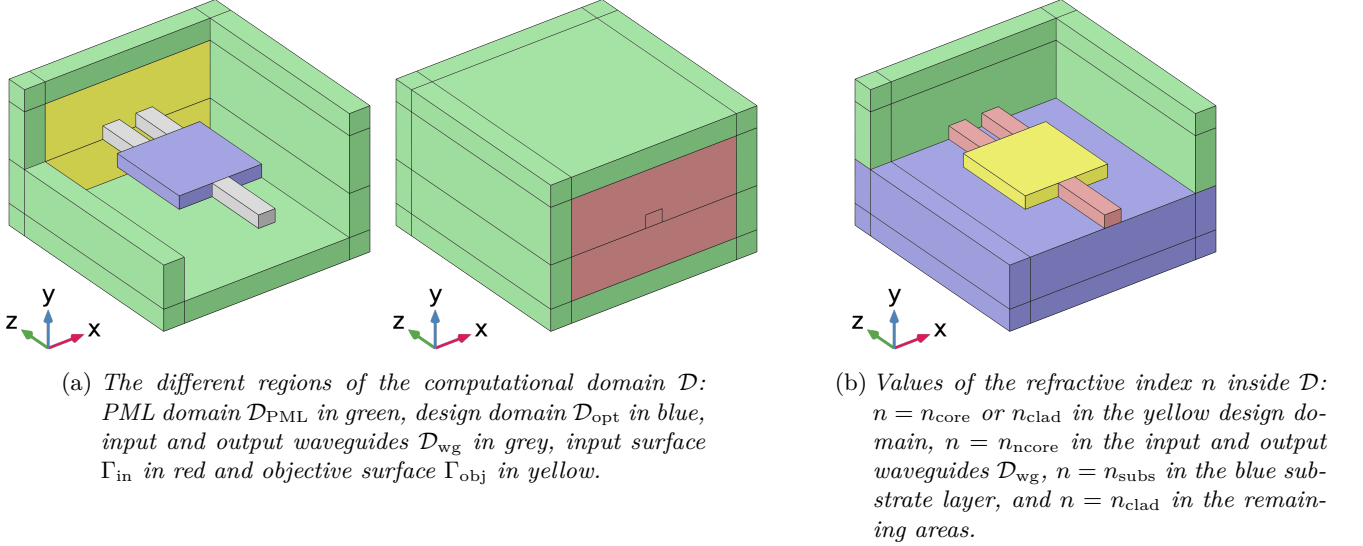 y
z
x
y
z
x
y
z
x
(a) The different regions of the computational domain 𝒟:
PML domain 𝒟PML in green, design domain 𝒟opt in blue,
input and output waveguides 𝒟wg in grey, input surface
Γin in red and objective surface Γobj in yellow.
(b) Values of the refractive index n inside 𝒟:
n = ncore or nclad in the yellow design do-
main, n = nncore in the input and output
waveguides 𝒟wg, n = nsubs in the blue sub-
strate layer, and n = nclad in the remain-
ing areas.